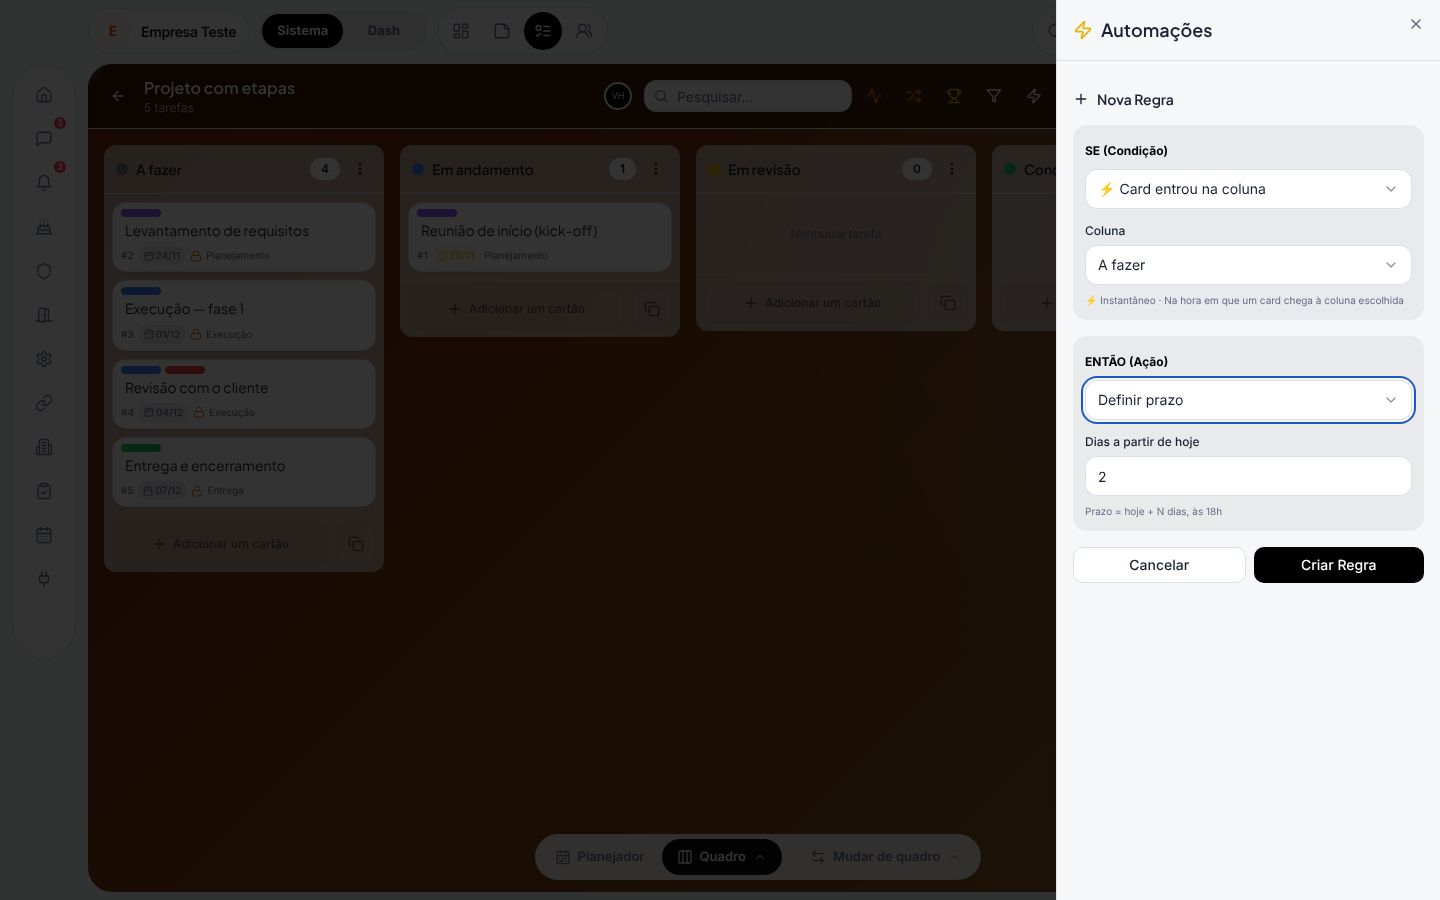 E Empresa Teste
Sistema
Dash
3
3
Projeto com etapas
5 tarefas
VH
Pesquisar...
A fazer 4
Levantamento de requisitos
#2 24/11 Planejamento
Execução — fase 1
#3 01/12 Execução
Revisão com o cliente
#4 04/12 Execução
Entrega e encerramento
#5 07/12 Entrega
+ Adicionar um cartão
Em andamento 1
Reunião de início (kick-off)
#1 20/11 Planejamento
+ Adicionar um cartão
Em revisão 0
Nenhuma tarefa
+ Adicionar um cartão
Conc
Planejador
Quadro
Mudar de quadro
Automações
+ Nova Regra
SE (Condição)
⚡ Card entrou na coluna
Coluna
A fazer
⚡ Instantâneo · Na hora em que um card chega à coluna escolhida
ENTÃO (Ação)
Definir prazo
Dias a partir de hoje
2
Prazo = hoje + N dias, às 18h
Cancelar
Criar Regra